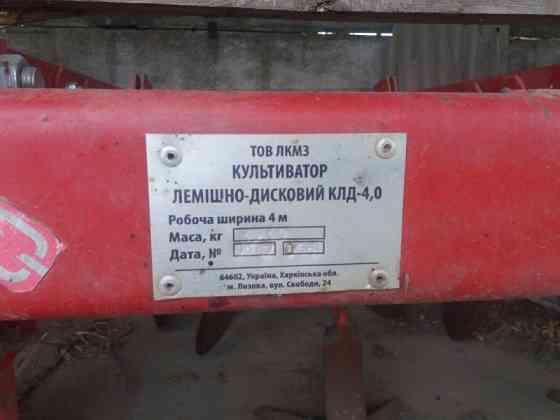 ТОВ ЛКМЗ
КУЛЬТИВАТОР
ЛЕМІШНО-ДИСКОВИЙ КЛД-4,0
Робоча ширина 4 м
Маса, кг
Дата, №
64602, Україна, Харківська обл.
м. Лозова, вул. Свободи, 24